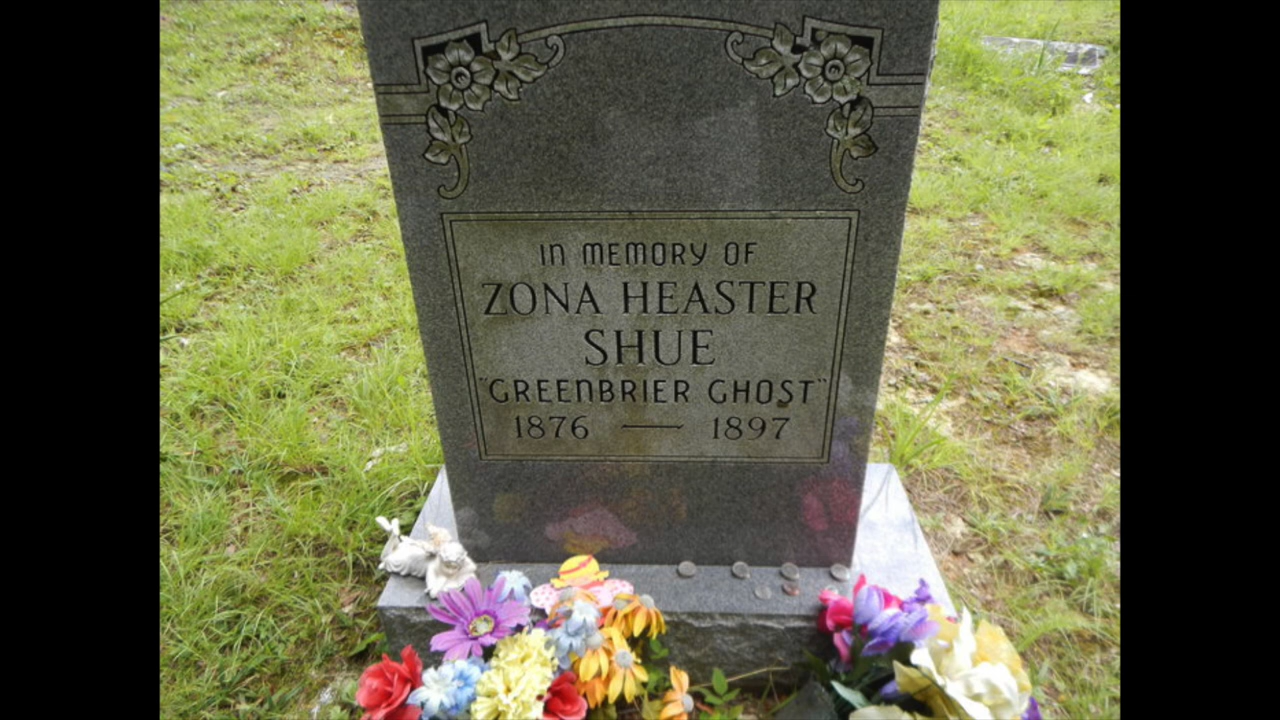 IN MEMORY OF
ZONA HEASTER
SHUE
"GREENBRIER GHOST"
1876 — 1897